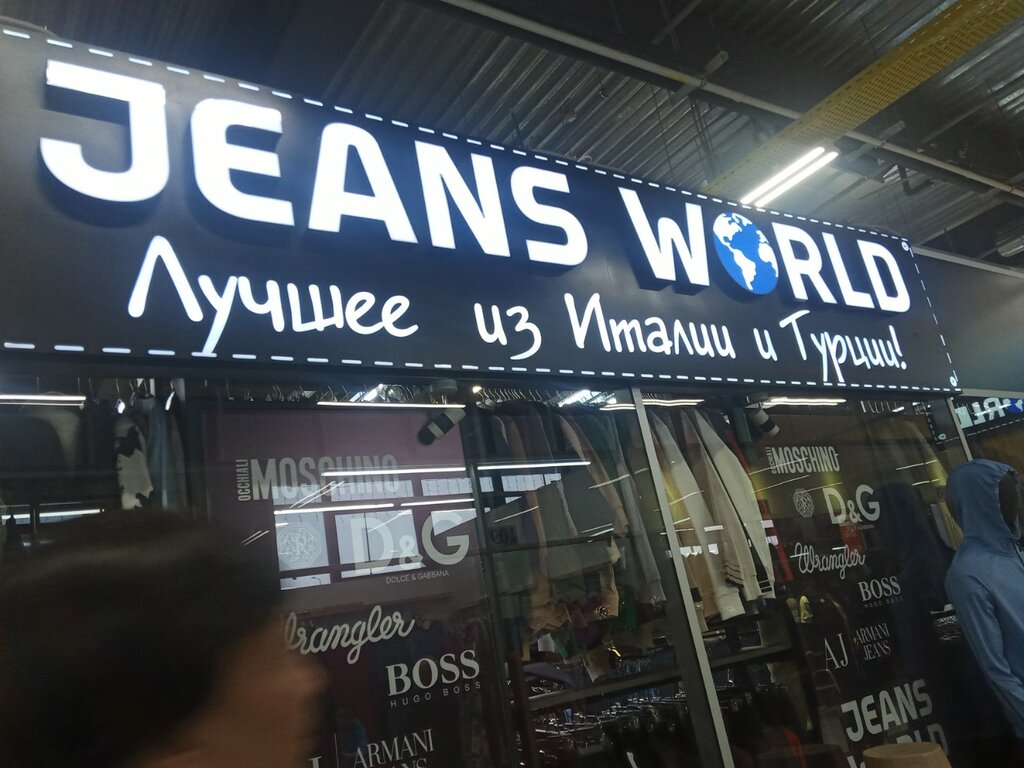 JEANS WORLD
Лучшее из Италии и Турции!
OCCHIALI
MOSCHINO
D&G
DOLCE & GABBANA
Wrangler
BOSS
HUGO BOSS
ARMANI
MOSCHINO
D&G
Wrangler
BOSS
HUGO BOSS
AJ ARMANI
JEANS
JEANS